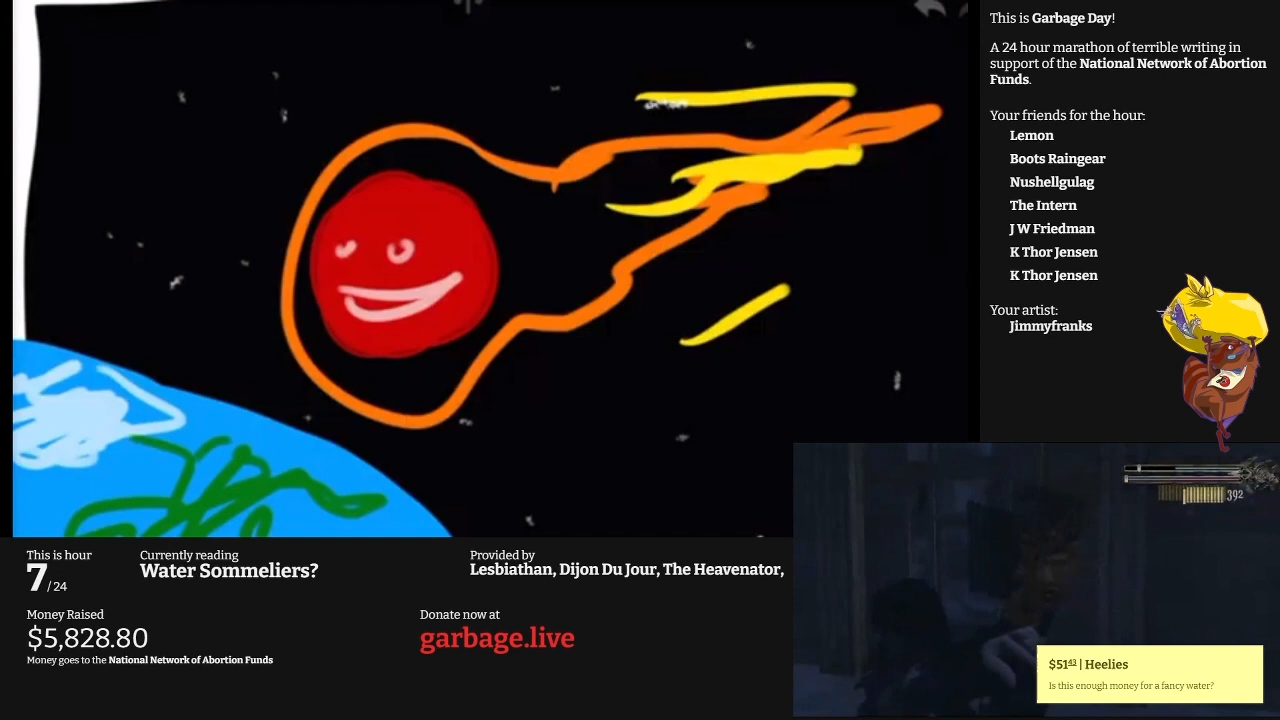 This is Garbage Day!
A 24 hour marathon of terrible writing in
support of the National Network of Abortion
Funds.
Your friends for the hour:
Lemon
Boots Raingear
Nushellgulag
The Intern
J W Friedman
K Thor Jensen
K Thor Jensen
Your artist:
Jimmyfranks
392
This is hour
7/24
Currently reading
Water Sommeliers?
Provided by
Lesbiathan, Dijon Du Jour, The Heavenator,
Money Raised
$5,828.80
Money goes to the National Network of Abortion Funds
Donate now at
garbage.live
$51.43 | Heelies
Is this enough money for a fancy water?